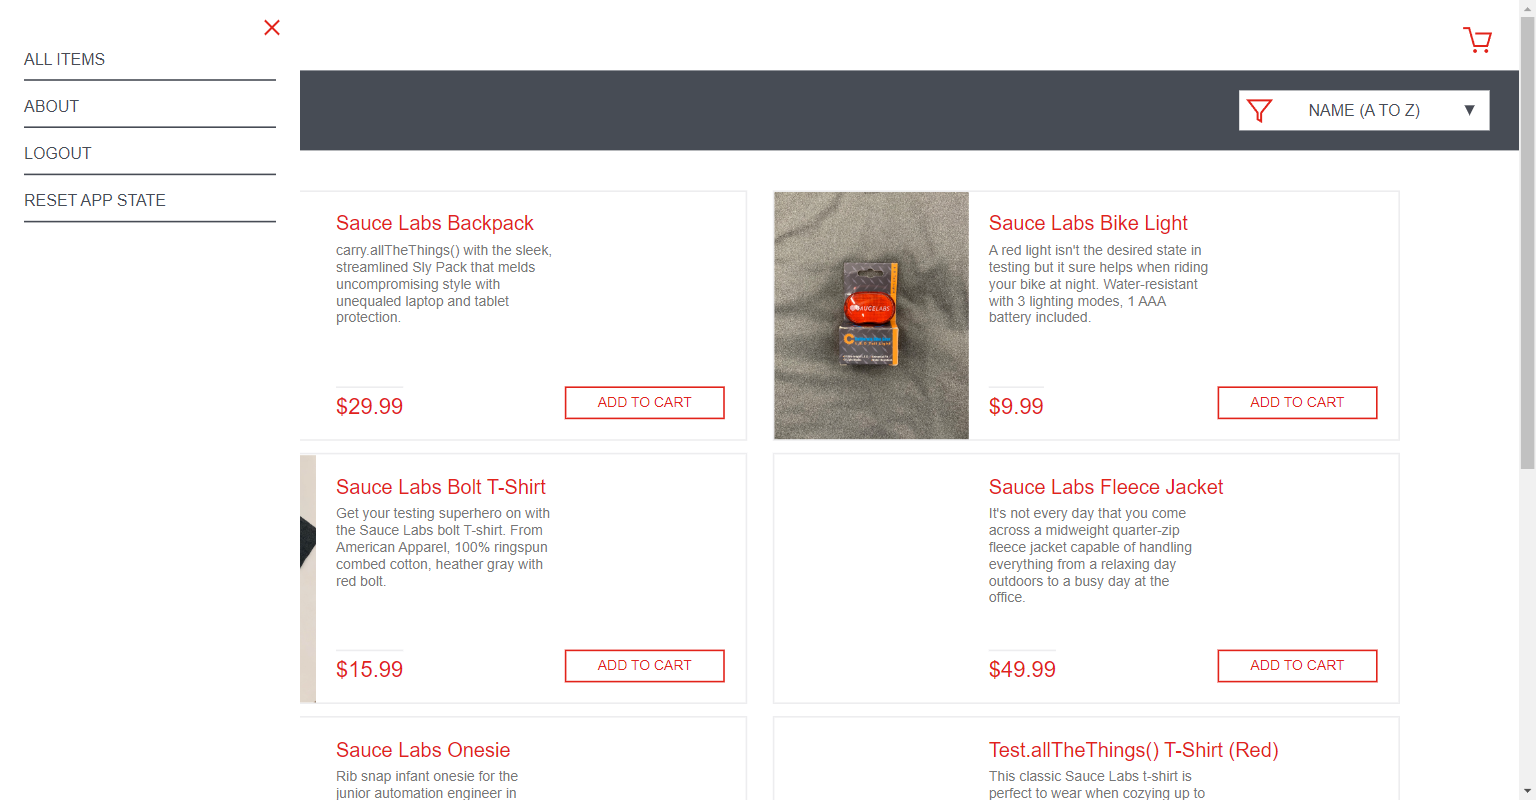 ALL ITEMS
ABOUT
LOGOUT
RESET APP STATE
NAME (A TO Z)
Sauce Labs Backpack
carry.allTheThings() with the sleek,
streamlined Sly Pack that melds
uncompromising style with
unequaled laptop and tablet
protection.
$29.99
ADD TO CART
SAUCELABS
Sauce Labs Bike Light
A red light isn't the desired state in
testing but it sure helps when riding
your bike at night. Water-resistant
with 3 lighting modes, 1 AAA
battery included.
$9.99
ADD TO CART
Sauce Labs Bolt T-Shirt
Get your testing superhero on with
the Sauce Labs bolt T-shirt. From
American Apparel, 100% ringspun
combed cotton, heather gray with
red bolt.
$15.99
ADD TO CART
Sauce Labs Fleece Jacket
It's not every day that you come
across a midweight quarter-zip
fleece jacket capable of handling
everything from a relaxing day
outdoors to a busy day at the
office.
$49.99
ADD TO CART
Sauce Labs Onesie
Rib snap infant onesie for the
junior automation engineer in
Test.allTheThings() T-Shirt (Red)
This classic Sauce Labs t-shirt is
perfect to wear when cozying up to